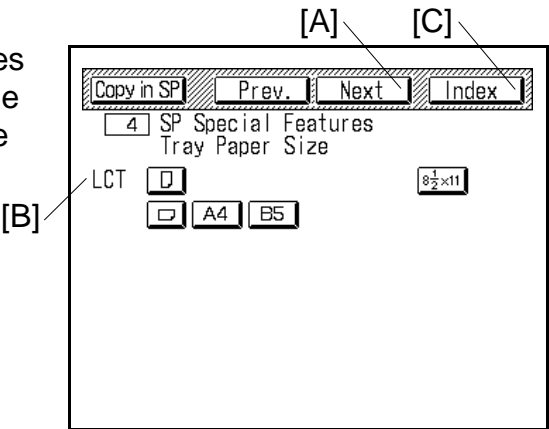 [A] [C]
es
e
e
Copy in SP Prev. Next Index
4 SP Special Features
Tray Paper Size
LCT 8½×11
[B]
A4 B5